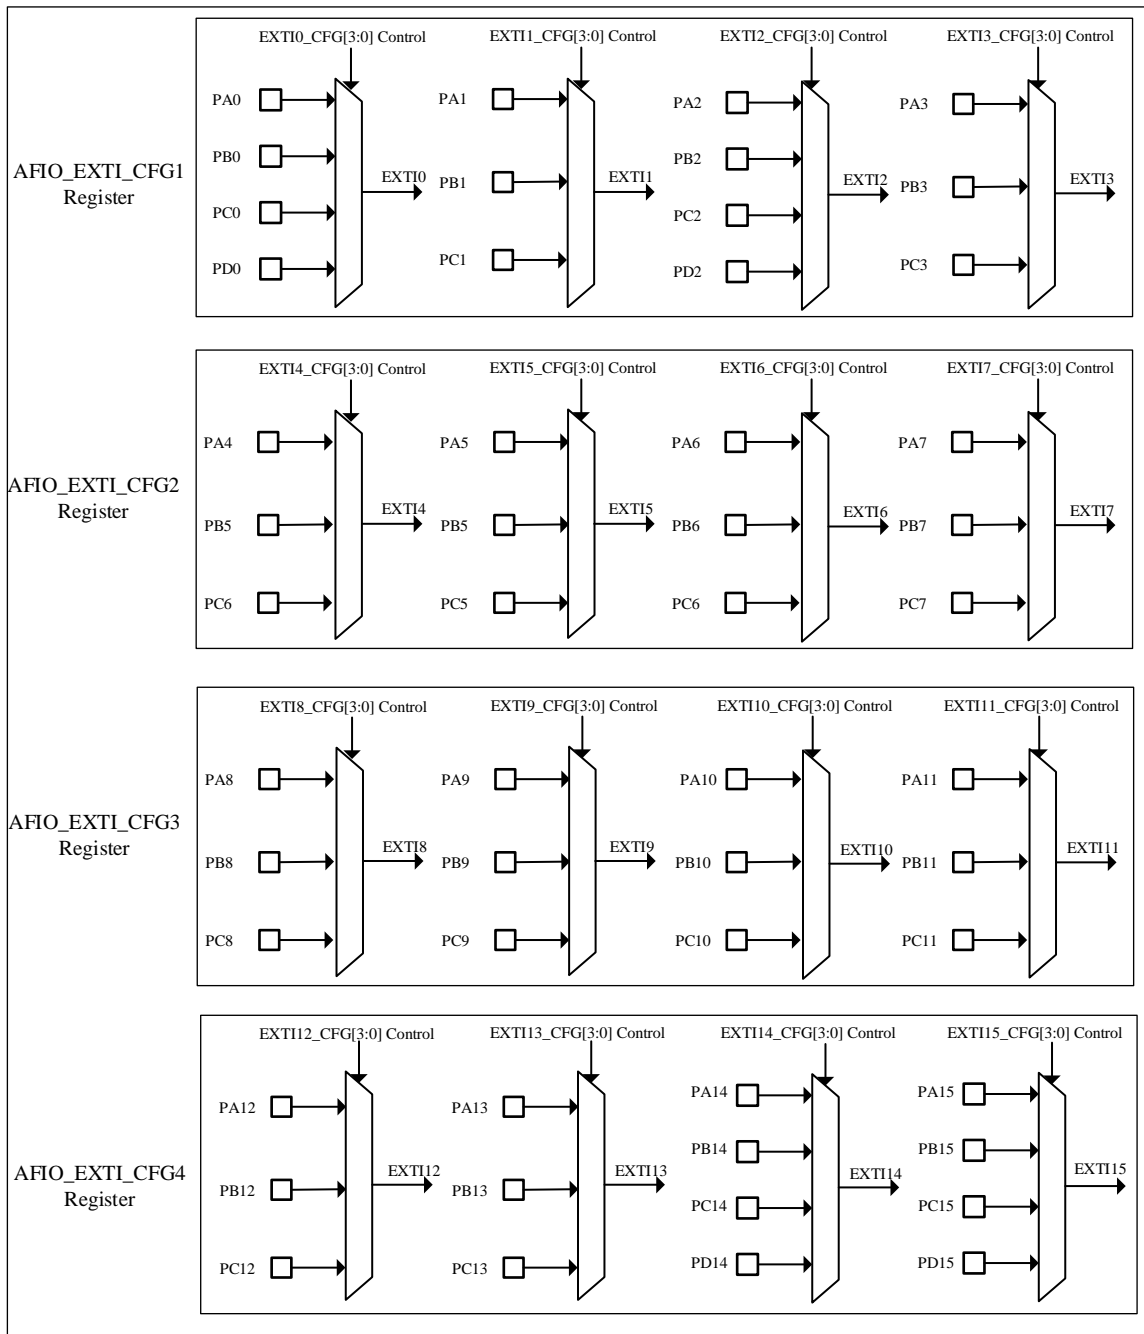 AFIO_EXTI_CFG1
Register
EXTI0_CFG[3:0] Control
PA0
PB0
PC0
PD0
EXTI0
EXTI1_CFG[3:0] Control
PA1
PB1
PC1
EXTI1
EXTI2_CFG[3:0] Control
PA2
PB2
PC2
PD2
EXTI2
EXTI3_CFG[3:0] Control
PA3
PB3
PC3
EXTI3
AFIO_EXTI_CFG2
Register
EXTI4_CFG[3:0] Control
PA4
PB5
PC6
EXTI4
EXTI5_CFG[3:0] Control
PA5
PB5
PC5
EXTI5
EXTI6_CFG[3:0] Control
PA6
PB6
PC6
EXTI6
EXTI7_CFG[3:0] Control
PA7
PB7
PC7
EXTI7
AFIO_EXTI_CFG3
Register
EXTI8_CFG[3:0] Control
PA8
PB8
PC8
EXTI8
EXTI9_CFG[3:0] Control
PA9
PB9
PC9
EXTI9
EXTI10_CFG[3:0] Control
PA10
PB10
PC10
EXTI10
EXTI11_CFG[3:0] Control
PA11
PB11
PC11
EXTI11
AFIO_EXTI_CFG4
Register
EXTI12_CFG[3:0] Control
PA12
PB12
PC12
EXTI12
EXTI13_CFG[3:0] Control
PA13
PB13
PC13
EXTI13
EXTI14_CFG[3:0] Control
PA14
PB14
PC14
PD14
EXTI14
EXTI15_CFG[3:0] Control
PA15
PB15
PC15
PD15
EXTI15